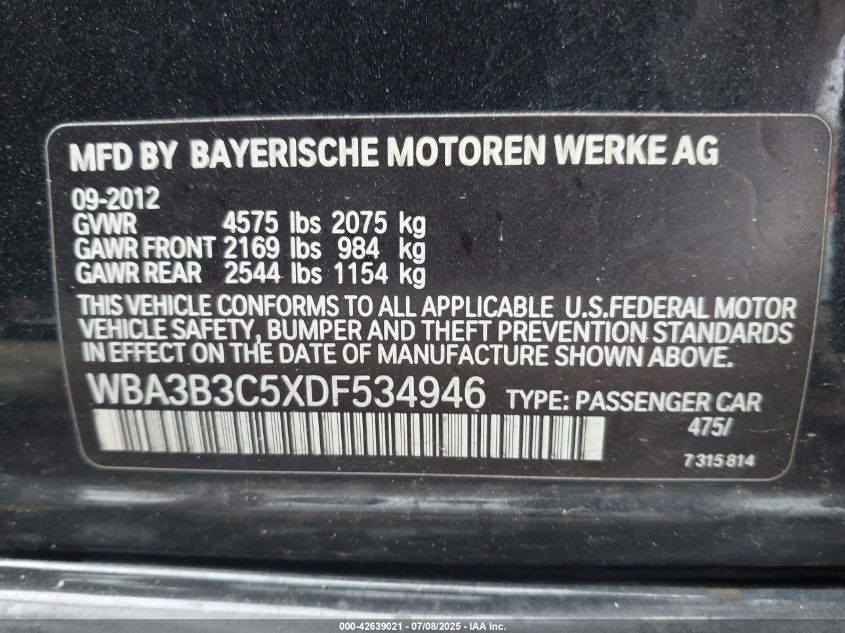 MFD BY BAYERISCHE MOTOREN WERKE AG
09-2012
GVWR 4575 lbs 2075 kg
GAWR FRONT 2169 lbs 984 kg
GAWR REAR 2544 lbs 1154 kg
THIS VEHICLE CONFORMS TO ALL APPLICABLE U.S.FEDERAL MOTOR
VEHICLE SAFETY, BUMPER AND THEFT PREVENTION STANDARDS
IN EFFECT ON THE DATE OF MANUFACTURE SHOWN ABOVE.
WBA3B3C5XDF534946 TYPE: PASSENGER CAR
475/
7 315 814
000-42639021 - 07/08/2025 - IAA Inc.